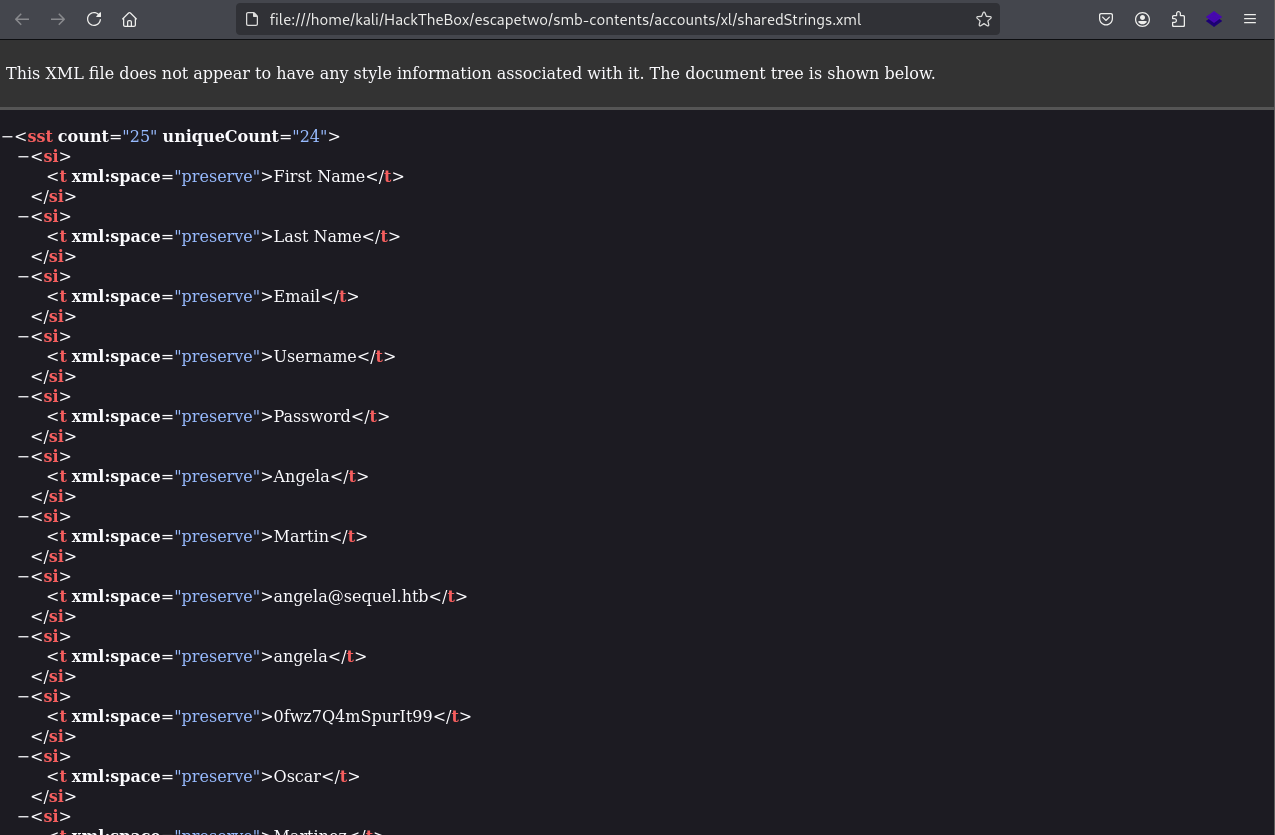 file:///home/kali/HackTheBox/escapetwo/smb-contents/accounts/xl/sharedStrings.xml
This XML file does not appear to have any style information associated with it. The document tree is shown below.
−<sst count="25" uniqueCount="24">
−<si>
<t xml:space="preserve">First Name</t>
</si>
−<si>
<t xml:space="preserve">Last Name</t>
</si>
−<si>
<t xml:space="preserve">Email</t>
</si>
−<si>
<t xml:space="preserve">Username</t>
</si>
−<si>
<t xml:space="preserve">Password</t>
</si>
−<si>
<t xml:space="preserve">Angela</t>
</si>
−<si>
<t xml:space="preserve">Martin</t>
</si>
−<si>
<t xml:space="preserve">angela@sequel.htb</t>
</si>
−<si>
<t xml:space="preserve">angela</t>
</si>
−<si>
<t xml:space="preserve">0fwz7Q4mSpurIt99</t>
</si>
−<si>
<t xml:space="preserve">Oscar</t>
</si>
−<si>
<t xml:space="preserve">Martinez</t>